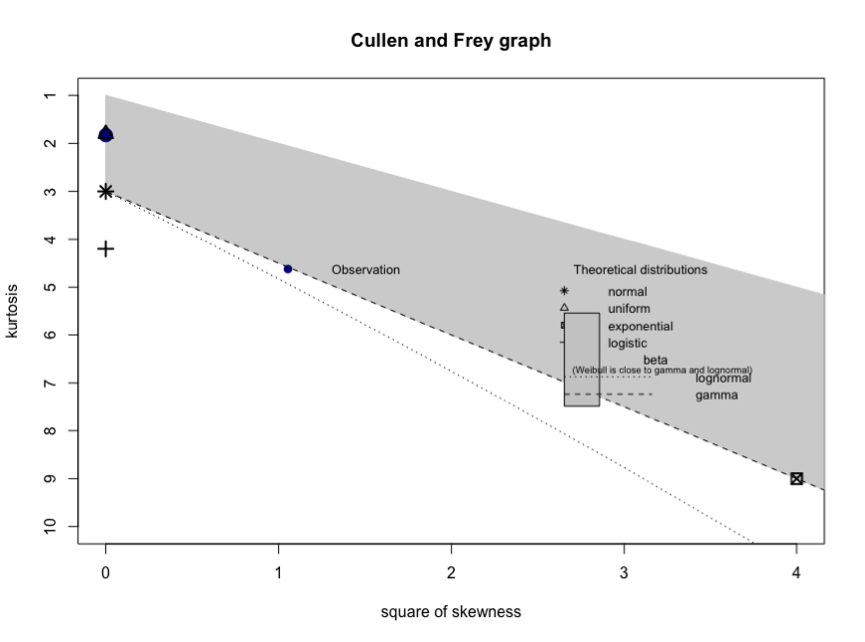 Cullen and Frey graph
kurtosis
1
2
3
4
5
6
7
8
9
10
Observation
Theoretical distributions
normal
uniform
exponential
logistic
beta
(Weibull is close to gamma and lognormal)
lognormal
gamma
0 1 2 3 4
square of skewness